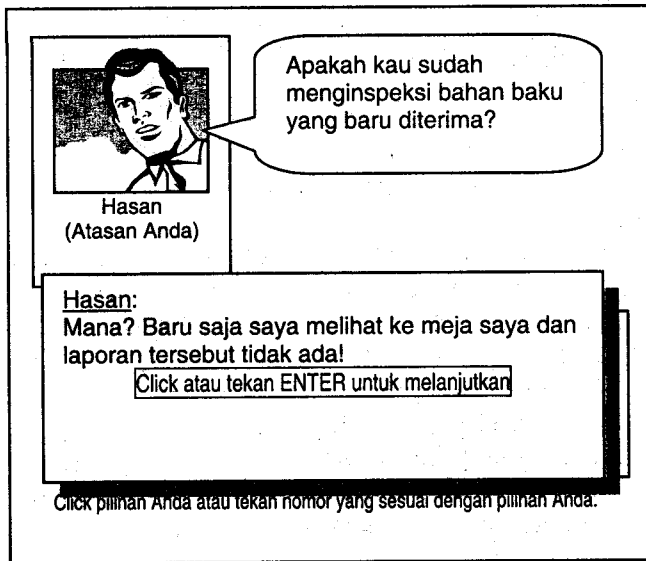 Apakah kau sudah
menginspeksi bahan baku
yang baru diterima?
Hasan
(Atasan Anda)
Hasan:
Mana? Baru saja saya melihat ke meja saya dan
laporan tersebut tidak ada!
Click atau tekan ENTER untuk melanjutkan
Click pilihan Anda atau tekan nomor yang sesuai dengan pilihan Anda.